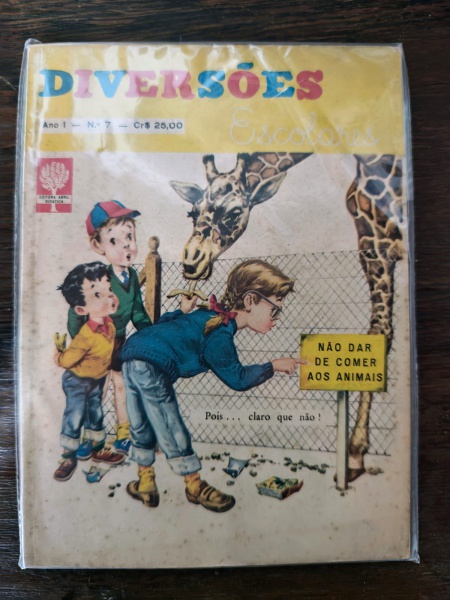 DIVERSÕES
Escolares
Ano 1 — N.º 7 — Cr$ 25,00
EDITORA ABRIL
DIDÁTICA
NÃO DAR
DE COMER
AOS ANIMAIS
Pois... claro que não!